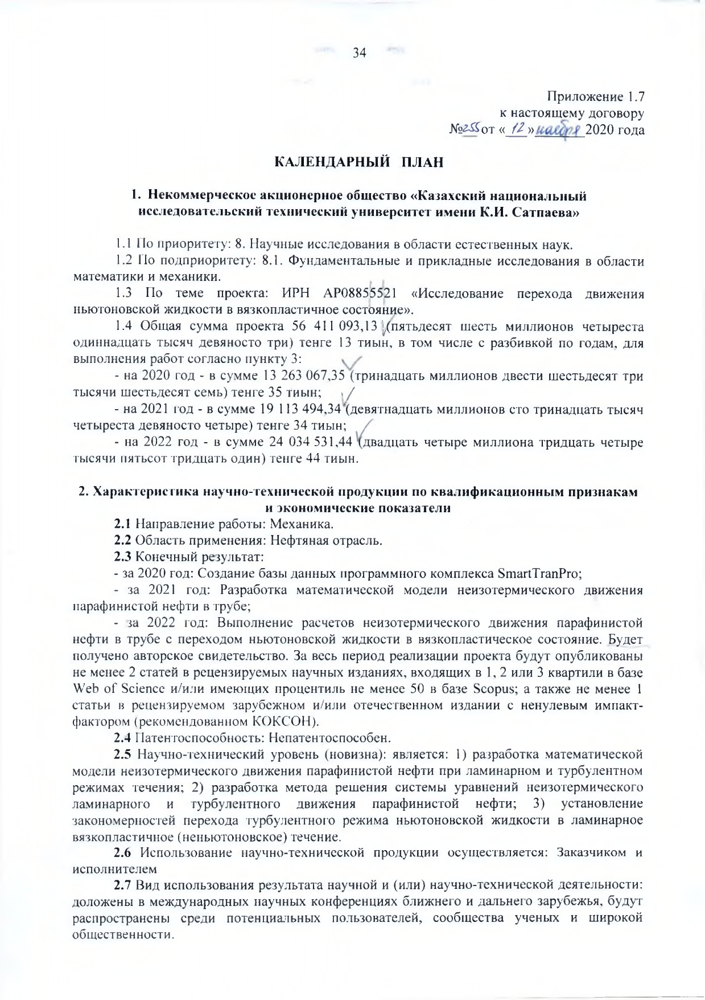 34
Приложение 1.7
к настоящему договору
№255 от « 12 » ноября 2020 года
КАЛЕНДАРНЫЙ ПЛАН
1. Некоммерческое акционерное общество «Казахский национальный
исследовательский технический университет имени К.И. Сатпаева»
1.1 По приоритету: 8. Научные исследования в области естественных наук.
1.2 По подприоритету: 8.1. Фундаментальные и прикладные исследования в области
математики и механики.
1.3 По теме проекта: ИРН АР08855521 «Исследование перехода движения
ньютоновской жидкости в вязкопластичное состояние».
1.4 Общая сумма проекта 56 411 093,13 (пятьдесят шесть миллионов четыреста
одиннадцать тысяч девяносто три) тенге 13 тиын, в том числе с разбивкой по годам, для
выполнения работ согласно пункту 3:
- на 2020 год - в сумме 13 263 067,35 (тринадцать миллионов двести шестьдесят три
тысячи шестьдесят семь) тенге 35 тиын;
- на 2021 год - в сумме 19 113 494,34 (девятнадцать миллионов сто тринадцать тысяч
четыреста девяносто четыре) тенге 34 тиын;
- на 2022 год - в сумме 24 034 531,44 (двадцать четыре миллиона тридцать четыре
тысячи пятьсот тридцать один) тенге 44 тиын.
2. Характеристика научно-технической продукции по квалификационным признакам
и экономические показатели
2.1 Направление работы: Механика.
2.2 Область применения: Нефтяная отрасль.
2.3 Конечный результат:
- за 2020 год: Создание базы данных программного комплекса SmartTranPro;
- за 2021 год: Разработка математической модели неизотермического движения
парафинистой нефти в трубе;
- за 2022 год: Выполнение расчетов неизотермического движения парафинистой
нефти в трубе с переходом ньютоновской жидкости в вязкопластическое состояние. Будет
получено авторское свидетельство. За весь период реализации проекта будут опубликованы
не менее 2 статей в рецензируемых научных изданиях, входящих в 1, 2 или 3 квартили в базе
Web of Science и/или имеющих процентиль не менее 50 в базе Scopus; а также не менее 1
статьи в рецензируемом зарубежном и/или отечественном издании с ненулевым импакт-
фактором (рекомендованном КОКСОН).
2.4 Патентоспособность: Непатентоспособен.
2.5 Научно-технический уровень (новизна): является: 1) разработка математической
модели неизотермического движения парафинистой нефти при ламинарном и турбулентном
режимах течения; 2) разработка метода решения системы уравнений неизотермического
ламинарного и турбулентного движения парафинистой нефти; 3) установление
закономерностей перехода турбулентного режима ньютоновской жидкости в ламинарное
вязкопластичное (неньютоновское) течение.
2.6 Использование научно-технической продукции осуществляется: Заказчиком и
исполнителем
2.7 Вид использования результата научной и (или) научно-технической деятельности:
доложены в международных научных конференциях ближнего и дальнего зарубежья, будут
распространены среди потенциальных пользователей, сообщества ученых и широкой
общественности.